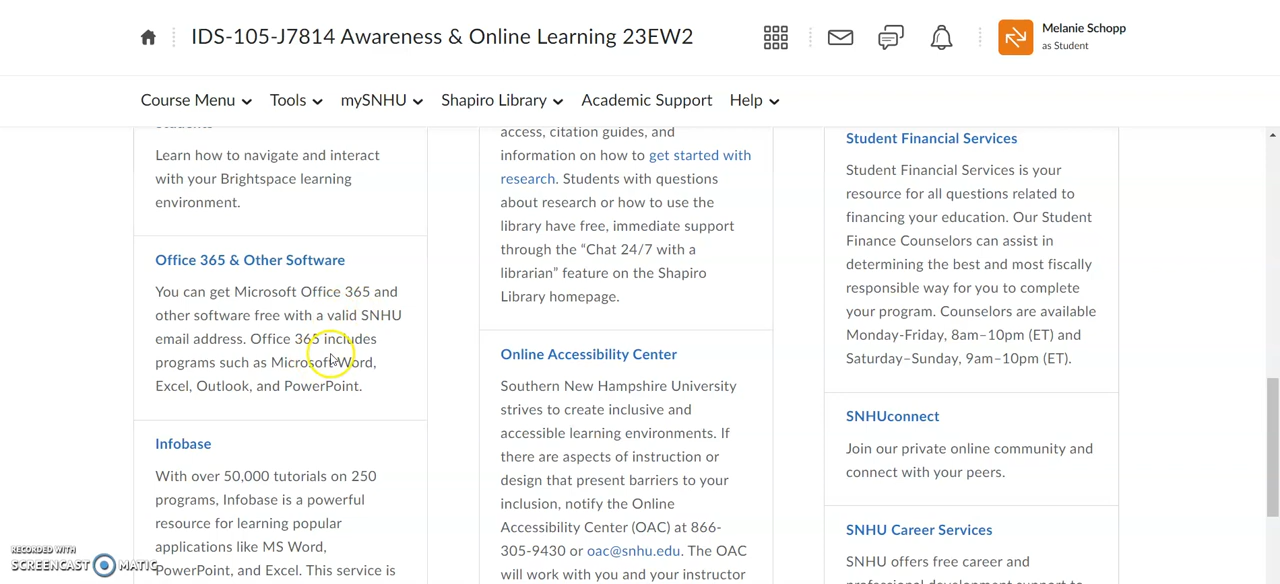 IDS-105-J7814 Awareness & Online Learning 23EW2
Melanie Schopp
as Student
Course Menu
Tools
mySNHU
Shapiro Library
Academic Support
Help
Students
Learn how to navigate and interact
with your Brightspace learning
environment.
Office 365 & Other Software
You can get Microsoft Office 365 and
other software free with a valid SNHU
email address. Office 365 includes
programs such as Microsoft Word,
Excel, Outlook, and PowerPoint.
Infobase
With over 50,000 tutorials on 250
programs, Infobase is a powerful
resource for learning popular
applications like MS Word,
PowerPoint, and Excel. This service is
access, citation guides, and
information on how to get started with
research. Students with questions
about research or how to use the
library have free, immediate support
through the “Chat 24/7 with a
librarian” feature on the Shapiro
Library homepage.
Online Accessibility Center
Southern New Hampshire University
strives to create inclusive and
accessible learning environments. If
there are aspects of instruction or
design that present barriers to your
inclusion, notify the Online
Accessibility Center (OAC) at 866-
305-9430 or oac@snhu.edu. The OAC
will work with you and your instructor
Student Financial Services
Student Financial Services is your
resource for all questions related to
financing your education. Our Student
Finance Counselors can assist in
determining the best and most fiscally
responsible way for you to complete
your program. Counselors are available
Monday-Friday, 8am–10pm (ET) and
Saturday–Sunday, 9am–10pm (ET).
SNHUconnect
Join our private online community and
connect with your peers.
SNHU Career Services
SNHU offers free career and
professional development support to
RECORDED WITH
SCREENCAST MATIC